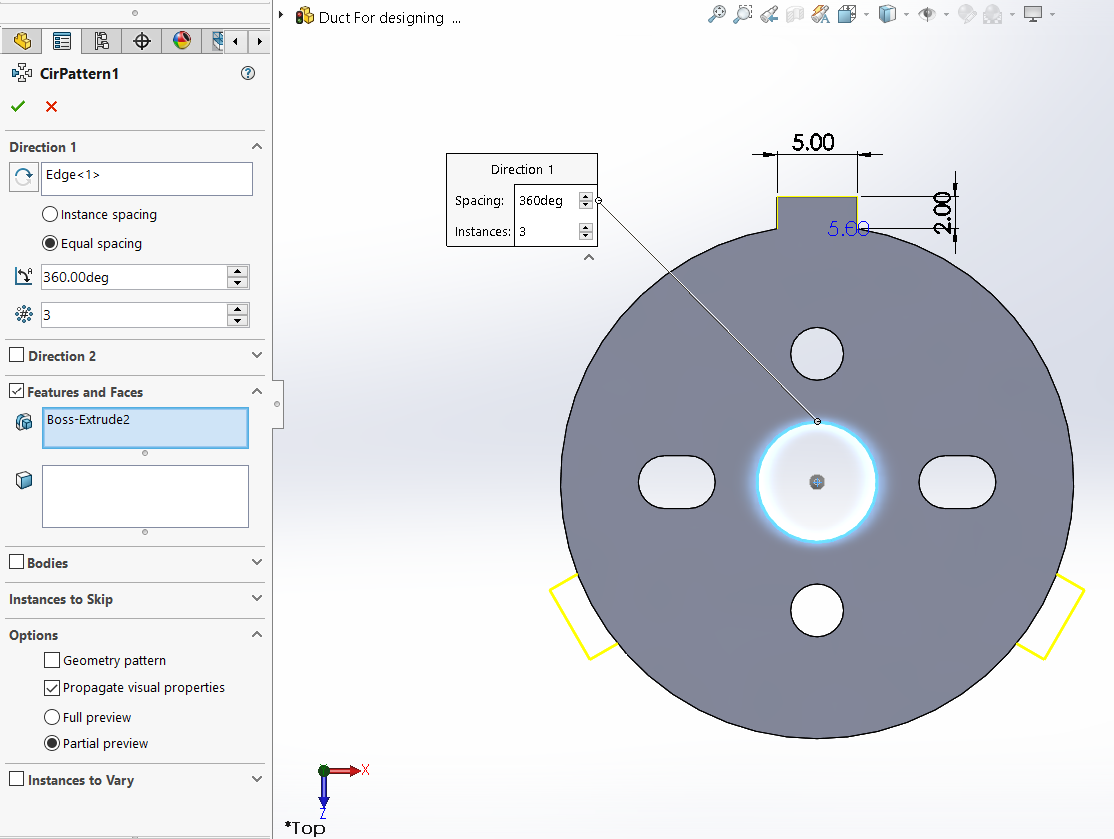 Duct For designing ...
CirPattern1
Direction 1
Edge<1>
Instance spacing
Equal spacing
360.00deg
3
Direction 2
Features and Faces
Boss-Extrude2
Bodies
Instances to Skip
Options
Geometry pattern
Propagate visual properties
Full preview
Partial preview
Instances to Vary
Direction 1
Spacing: 360deg
Instances: 3
5.00
2.00
5.00
X
Z
*Top